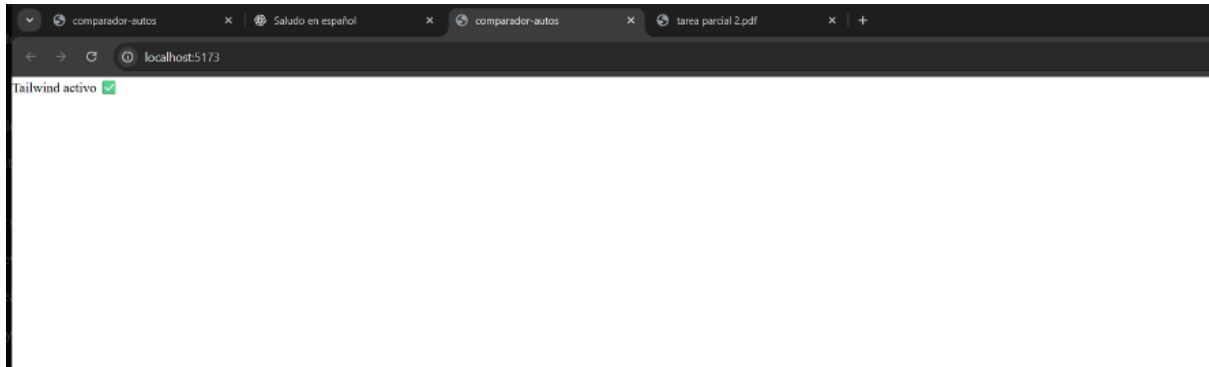 comparador-autos
Saludo en español
comparador-autos
tarea parcial 2.pdf
localhost:5173
Tailwind activo ✅